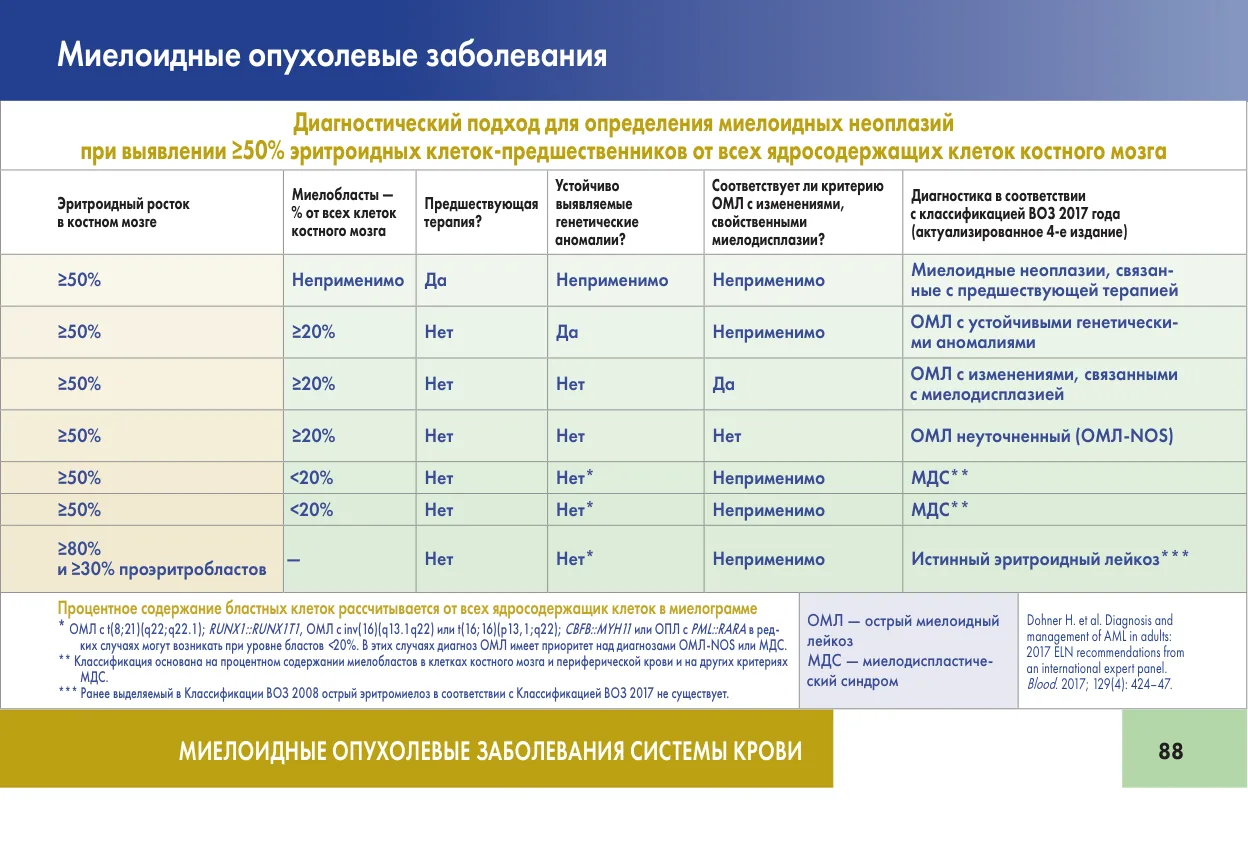 Миелоидные опухолевые заболевания
Диагностический подход для определения миелоидных неоплазий
при выявлении ≥50% эритроидных клеток-предшественников от всех ядросодержащих клеток костного мозга
Эритроидный росток
в костном мозге
Миелобласты —
% от всех клеток
костного мозга
Предшествующая
терапия?
Устойчиво
выявляемые
генетические
аномалии?
Соответствует ли критерию
ОМЛ с изменениями,
свойственными
миелодисплазии?
Диагностика в соответствии
с классификацией ВОЗ 2017 года
(актуализированное 4-е издание)
≥50%
Неприменимо
Да
Неприменимо
Неприменимо
Миелоидные неоплазии, связан-
ные с предшествующей терапией
≥50%
≥20%
Нет
Да
Неприменимо
ОМЛ с устойчивыми генетически-
ми аномалиями
≥50%
≥20%
Нет
Нет
Да
ОМЛ с изменениями, связанными
с миелодисплазией
≥50%
≥20%
Нет
Нет
Нет
ОМЛ неуточненный (ОМЛ-NOS)
≥50%
<20%
Нет
Нет*
Неприменимо
МДС**
≥50%
<20%
Нет
Нет*
Неприменимо
МДС**
≥80%
и ≥30% проэритробластов
—
Нет
Нет*
Неприменимо
Истинный эритроидный лейкоз***
Процентное содержание бластных клеток рассчитывается от всех ядросодержащик клеток в миелограмме
* ОМЛ с t(8;21)(q22;q22.1); RUNX1::RUNX1T1, ОМЛ с inv(16)(q13.1q22) или t(16;16)(p13,1;q22); CBFB::MYH11 или ОПЛ с PML::RARA в ред-
ких случаях могут возникать при уровне бластов <20%. В этих случаях диагноз ОМЛ имеет приоритет над диагнозами ОМЛ-NOS или МДС.
** Классификация основана на процентном содержании миелобластов в клетках костного мозга и периферической крови и на других критериях
МДС.
*** Ранее выделяемый в Классификации ВОЗ 2008 острый эритромиелоз в соответствии с Классификацией ВОЗ 2017 не существует.
ОМЛ — острый миелоидный
лейкоз
МДС — миелодиспластиче-
ский синдром
Dohner H. et al. Diagnosis and
management of AML in adults:
2017 ELN recommendations from
an international expert panel.
Blood. 2017; 129(4): 424–47.
МИЕЛОИДНЫЕ ОПУХОЛЕВЫЕ ЗАБОЛЕВАНИЯ СИСТЕМЫ КРОВИ
88